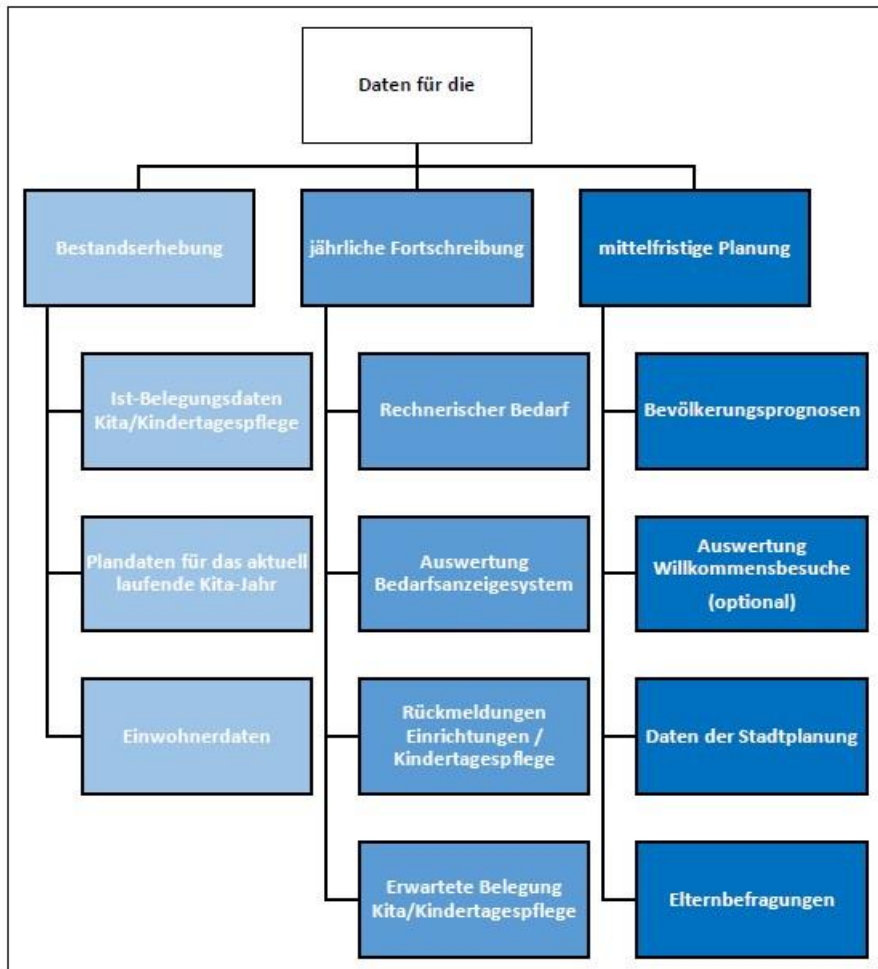 Daten für die
Bestandserhebung
jährliche Fortschreibung
mittelfristige Planung
Ist-Belegungsdaten
Kita/Kindertagespflege
Plandaten für das aktuell
laufende Kita-Jahr
Einwohnerdaten
Rechnerischer Bedarf
Auswertung
Bedarfsanzeigesystem
Rückmeldungen
Einrichtungen /
Kindertagespflege
Erwartete Belegung
Kita/Kindertagespflege
Bevölkerungsprognosen
Auswertung
Willkommensbesuche
(optional)
Daten der Stadtplanung
Elternbefragungen